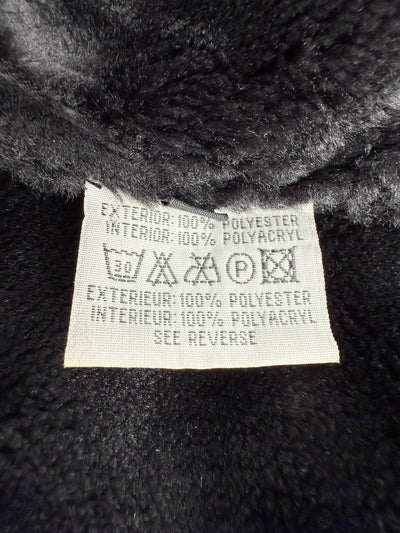 EXTERIOR: 100% POLYESTER
INTERIOR: 100% POLYACRYL
30 P
EXTERIEUR: 100% POLYESTER
INTERIEUR: 100% POLYACRYL
SEE REVERSE